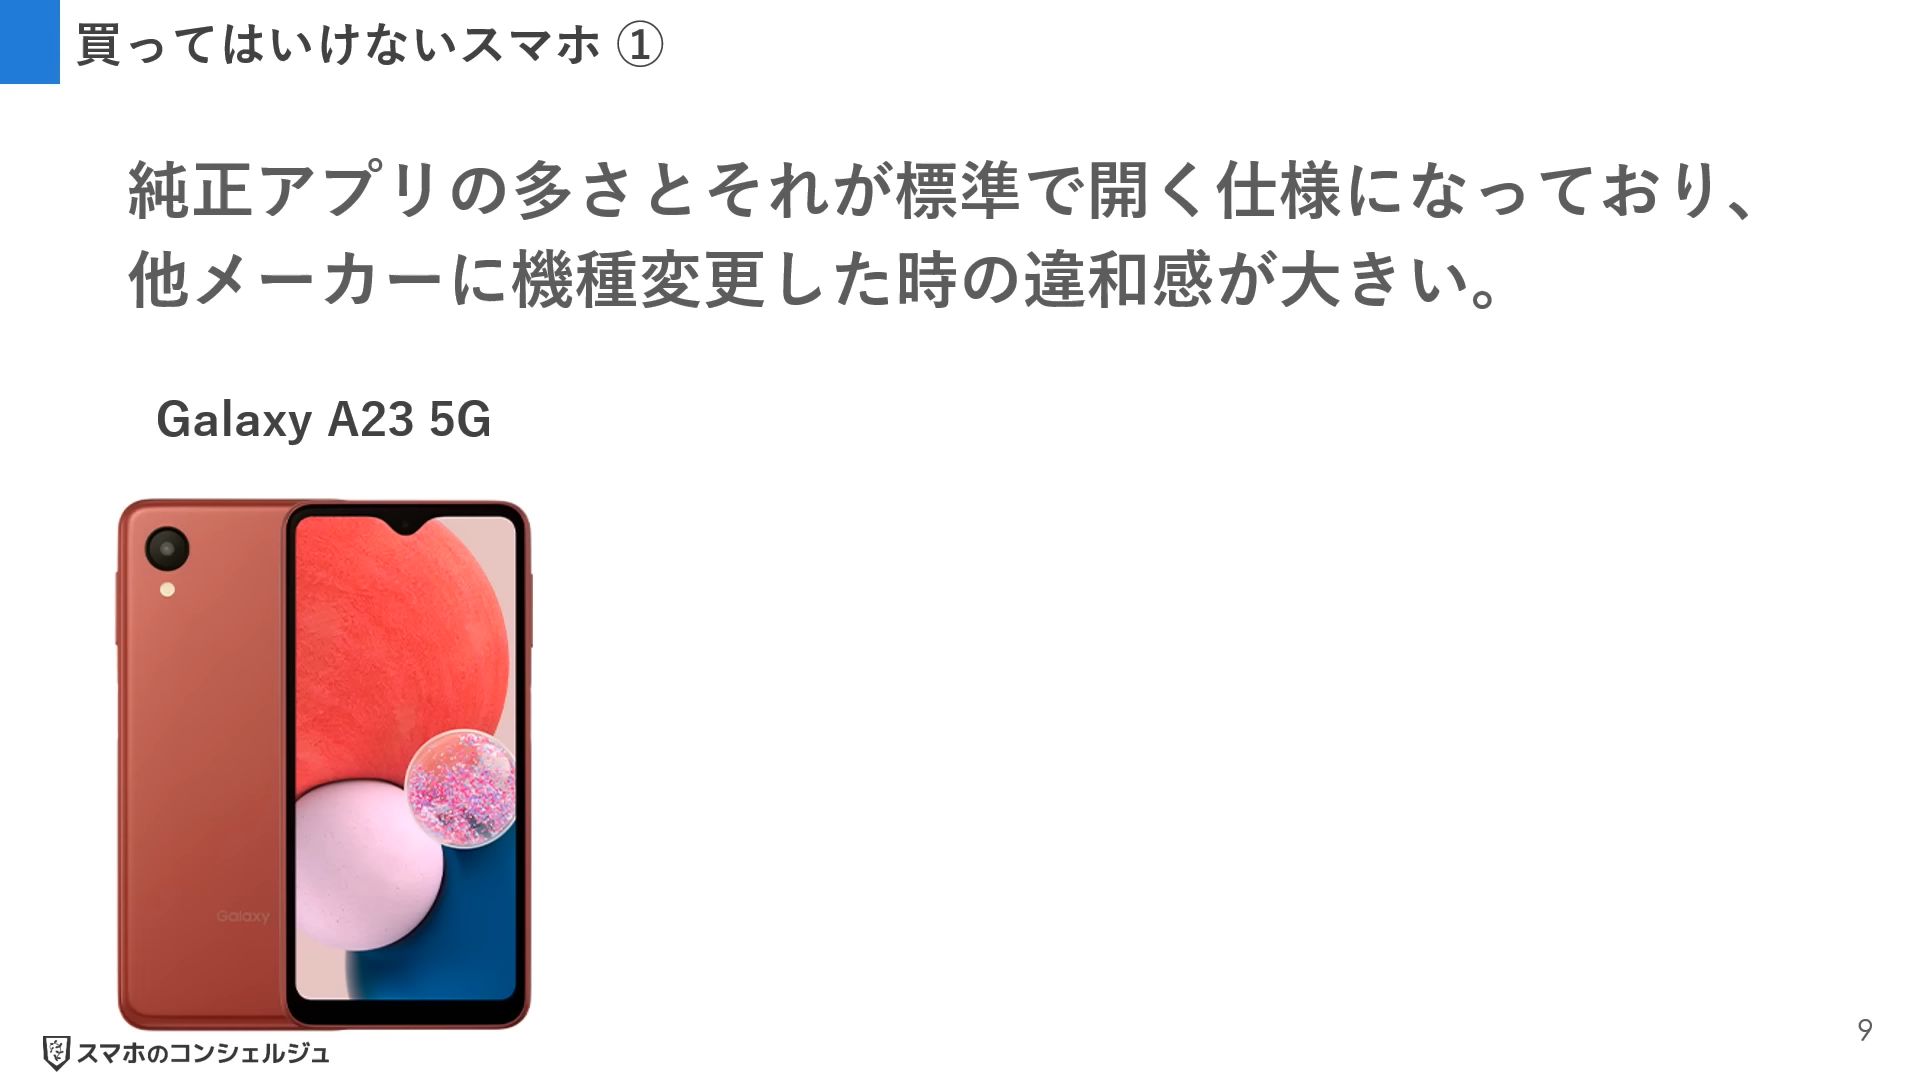 買ってはいけないスマホ ①
純正アプリの多さとそれが標準で開く仕様になっており、
他メーカーに機種変更した時の違和感が大きい。
Galaxy A23 5G
Galaxy
スマホのコンシェルジュ
9